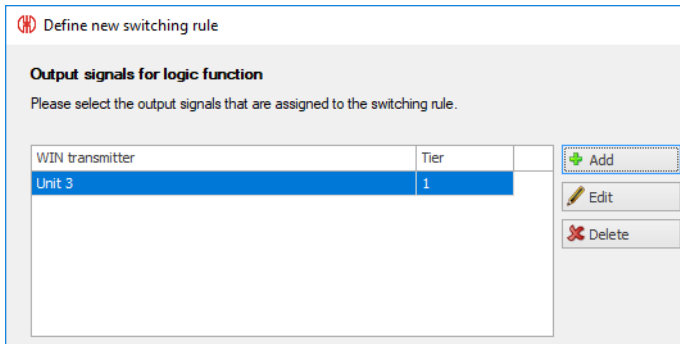 Define new switching rule
Output signals for logic function
Please select the output signals that are assigned to the switching rule.
WIN transmitter Tier
Add
Unit 3 1
Edit
Delete